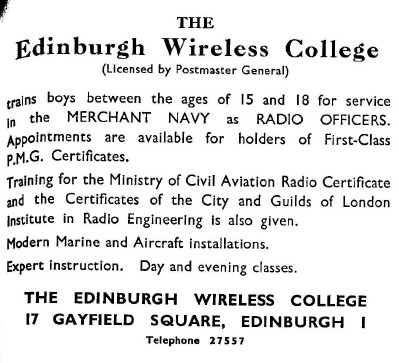 THE
Edinburgh Wireless College
(Licensed by Postmaster General)
trains boys between the ages of 15 and 18 for service
in the MERCHANT NAVY as RADIO OFFICERS.
Appointments are available for holders of First-Class
P.M.G. Certificates.
Training for the Ministry of Civil Aviation Radio Certificate
and the Certificates of the City and Guilds of London
Institute in Radio Engineering is also given.
Modern Marine and Aircraft installations.
Expert instruction. Day and evening classes.
THE EDINBURGH WIRELESS COLLEGE
17 GAYFIELD SQUARE, EDINBURGH I
Telephone 27557